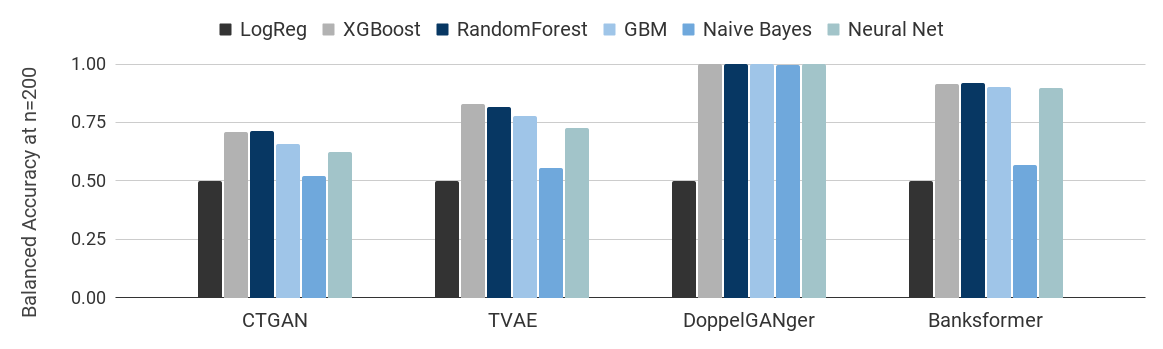 LogReg XGBoost RandomForest GBM Naive Bayes Neural Net
Balanced Accuracy at n=200
1.00
0.75
0.50
0.25
0.00
CTGAN TVAE DoppelGANger Banksformer